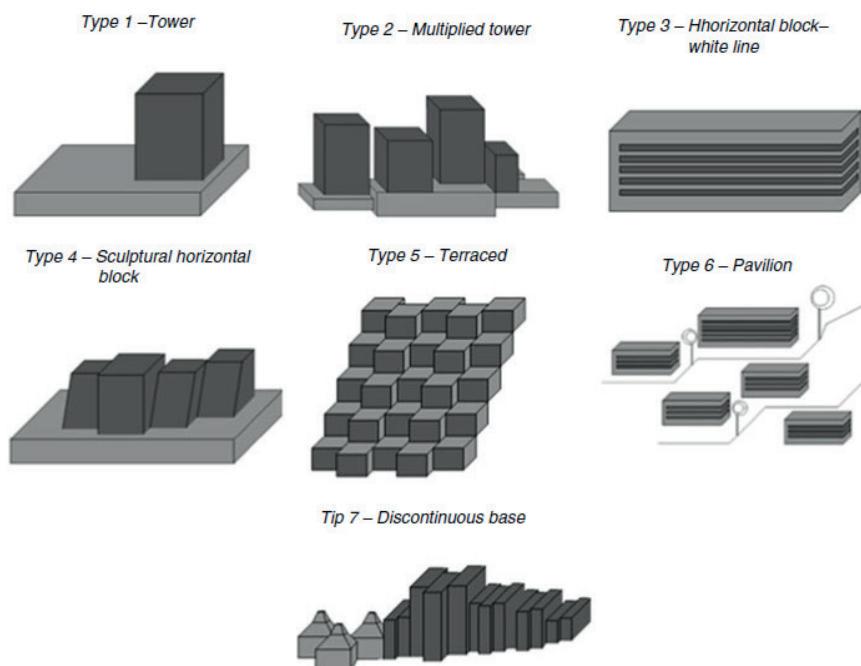 Type 1 –Tower
Type 2 – Multiplied tower
Type 3 – Hhorizontal block–
white line
Type 4 – Sculptural horizontal
block
Type 5 – Terraced
Type 6 – Pavilion
Tip 7 – Discontinuous base